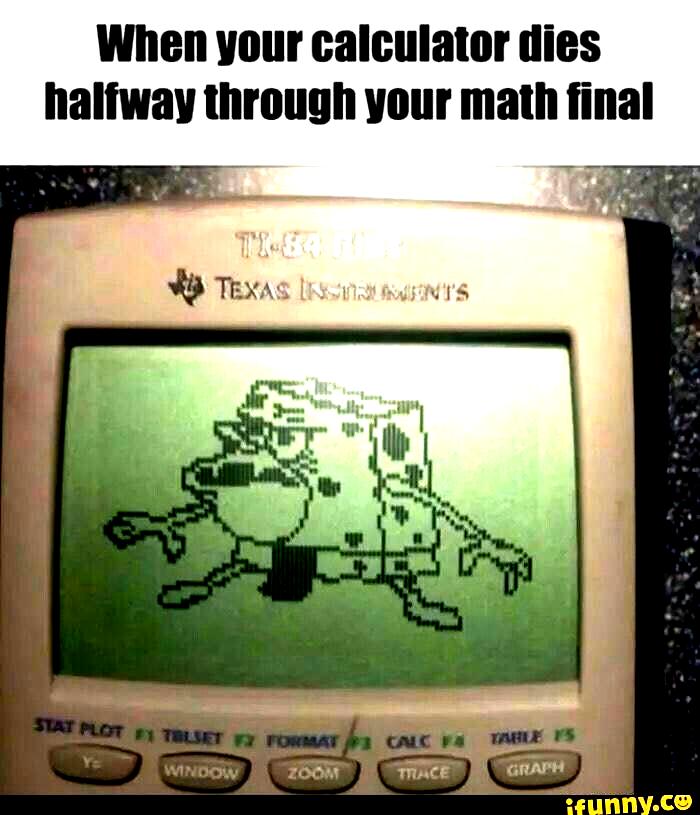 When your calculator dies
halfway through your math final
TI-84 Plus
TEXAS INSTRUMENTS
STAT PLOT F1 TBLSET F2 FORMAT F3 CALC F4 TABLE F5
Y= WINDOW ZOOM TRACE GRAPH
ifunny.co